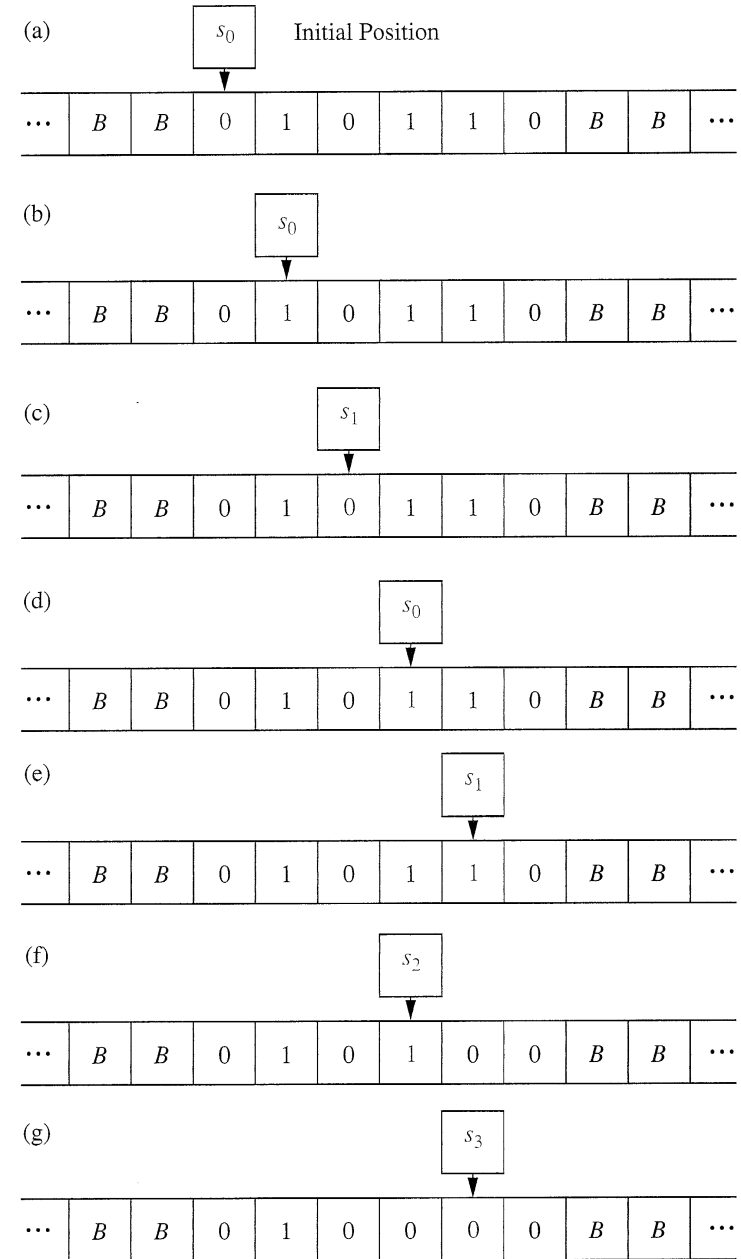 (a) s0 Initial Position
... B B 0 1 0 1 1 0 B B ...
(b) s0
... B B 0 1 0 1 1 0 B B ...
(c) s1
... B B 0 1 0 1 1 0 B B ...
(d) s0
... B B 0 1 0 1 1 0 B B ...
(e) s1
... B B 0 1 0 1 1 0 B B ...
(f) s2
... B B 0 1 0 1 0 0 B B ...
(g) s3
... B B 0 1 0 0 0 0 B B ...